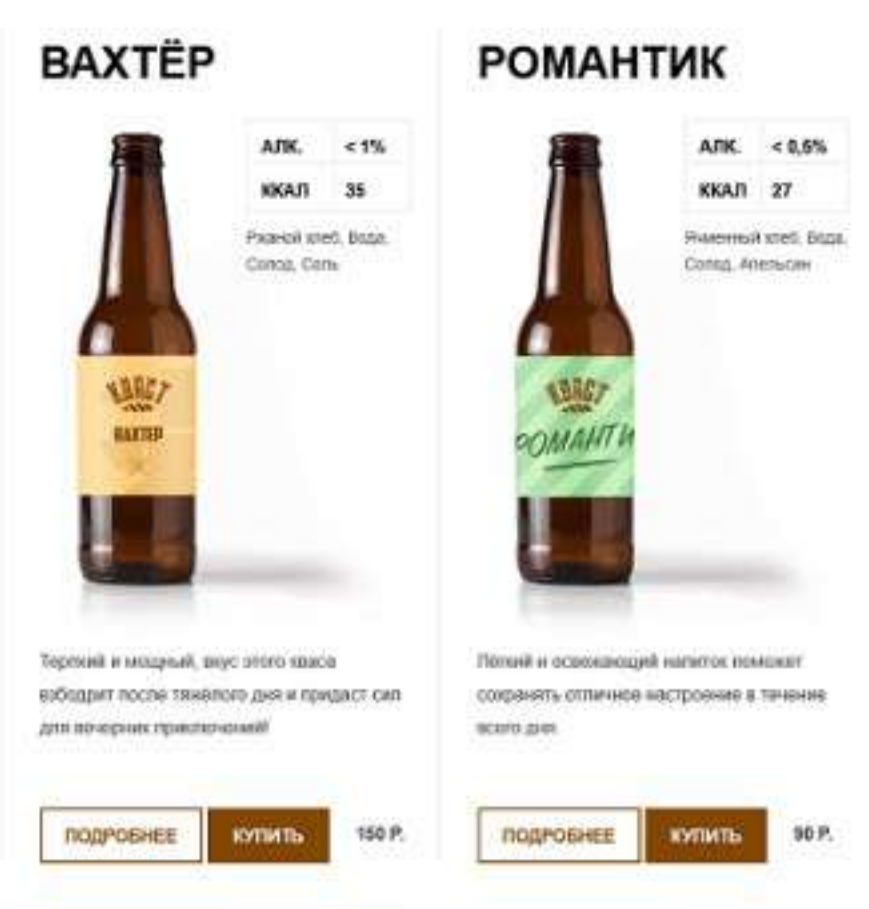 ВАХТЁР
АЛК. < 1%
ККАЛ 35
Ржаной хлеб, Вода,
Солод, Соль
КВАСТ
ВАХТЕР
Терпкий и мощный, вкус этого кваса
взбодрит после тяжелого дня и придаст сил
для вечерних приключений!
ПОДРОБНЕЕ КУПИТЬ 150 Р.
РОМАНТИК
АЛК. < 0,5%
ККАЛ 27
Ячменный хлеб, Вода,
Солод, Апельсин
КВАСТ
РОМАНТИ
Лёгкий и освежающий напиток поможет
сохранять отличное настроение в течение
всего дня
ПОДРОБНЕЕ КУПИТЬ 90 Р.